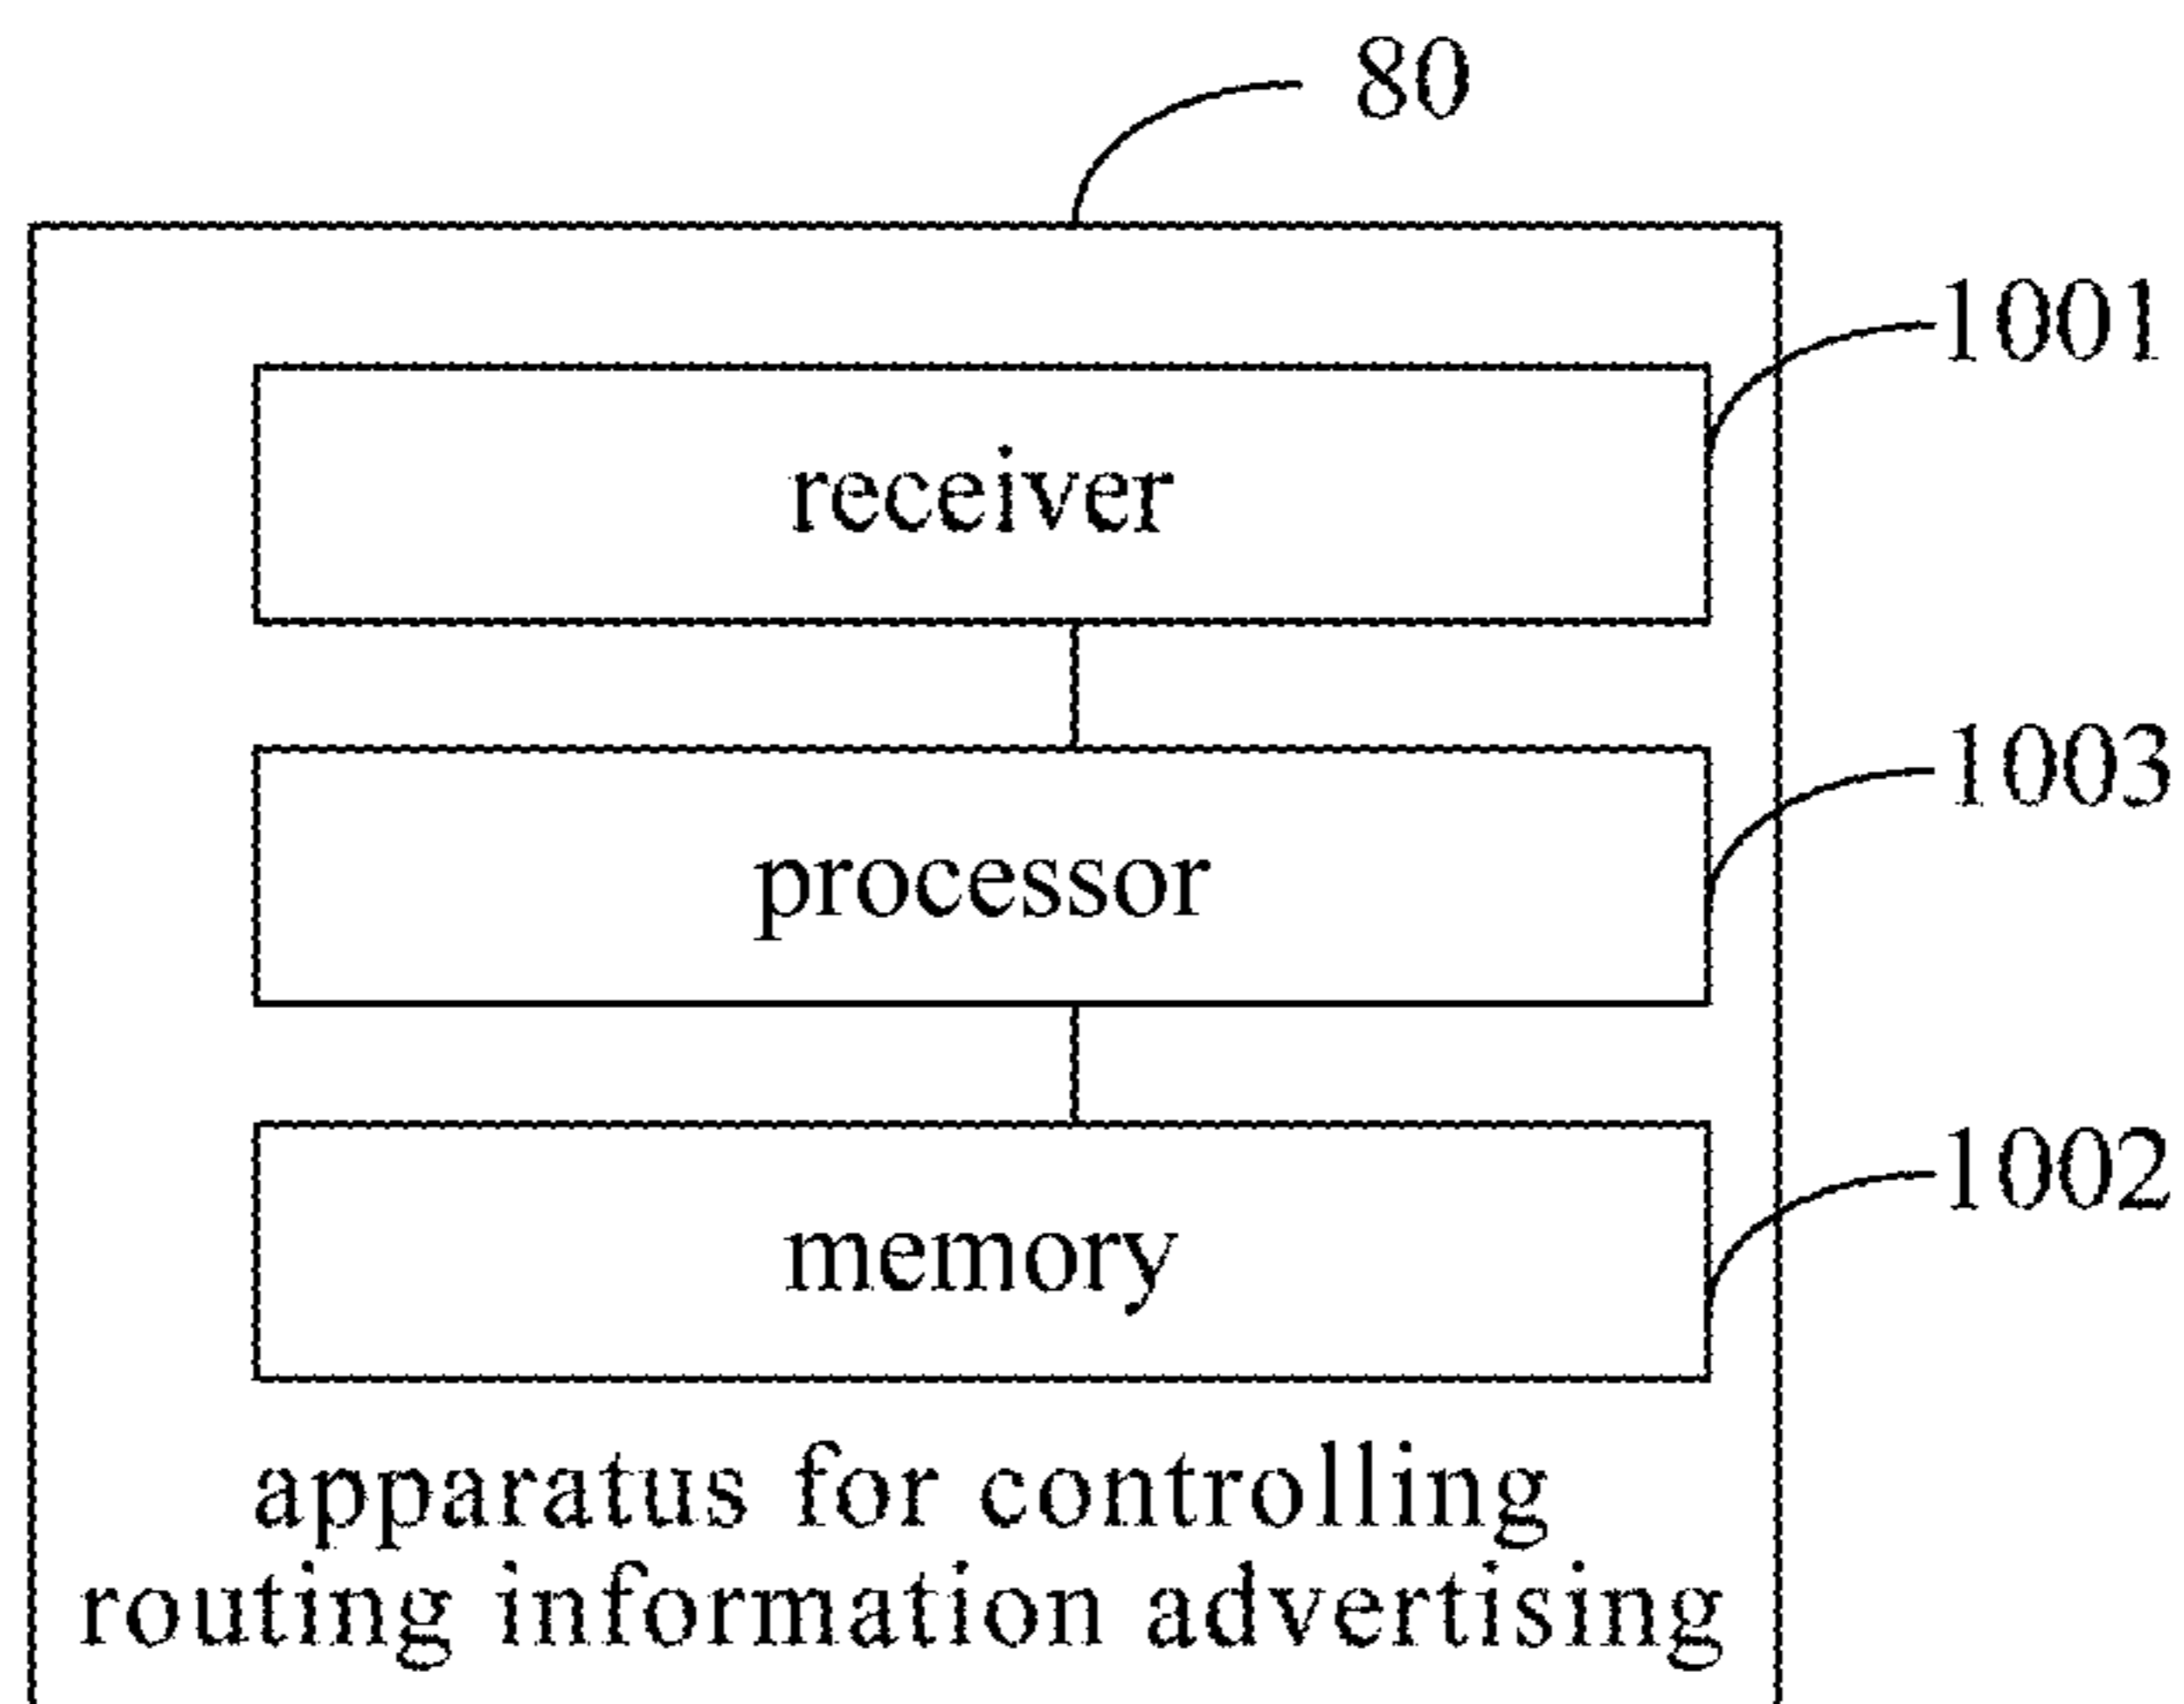 80
1001
receiver
1003
processor
1002
memory
apparatus for controlling
routing information advertising